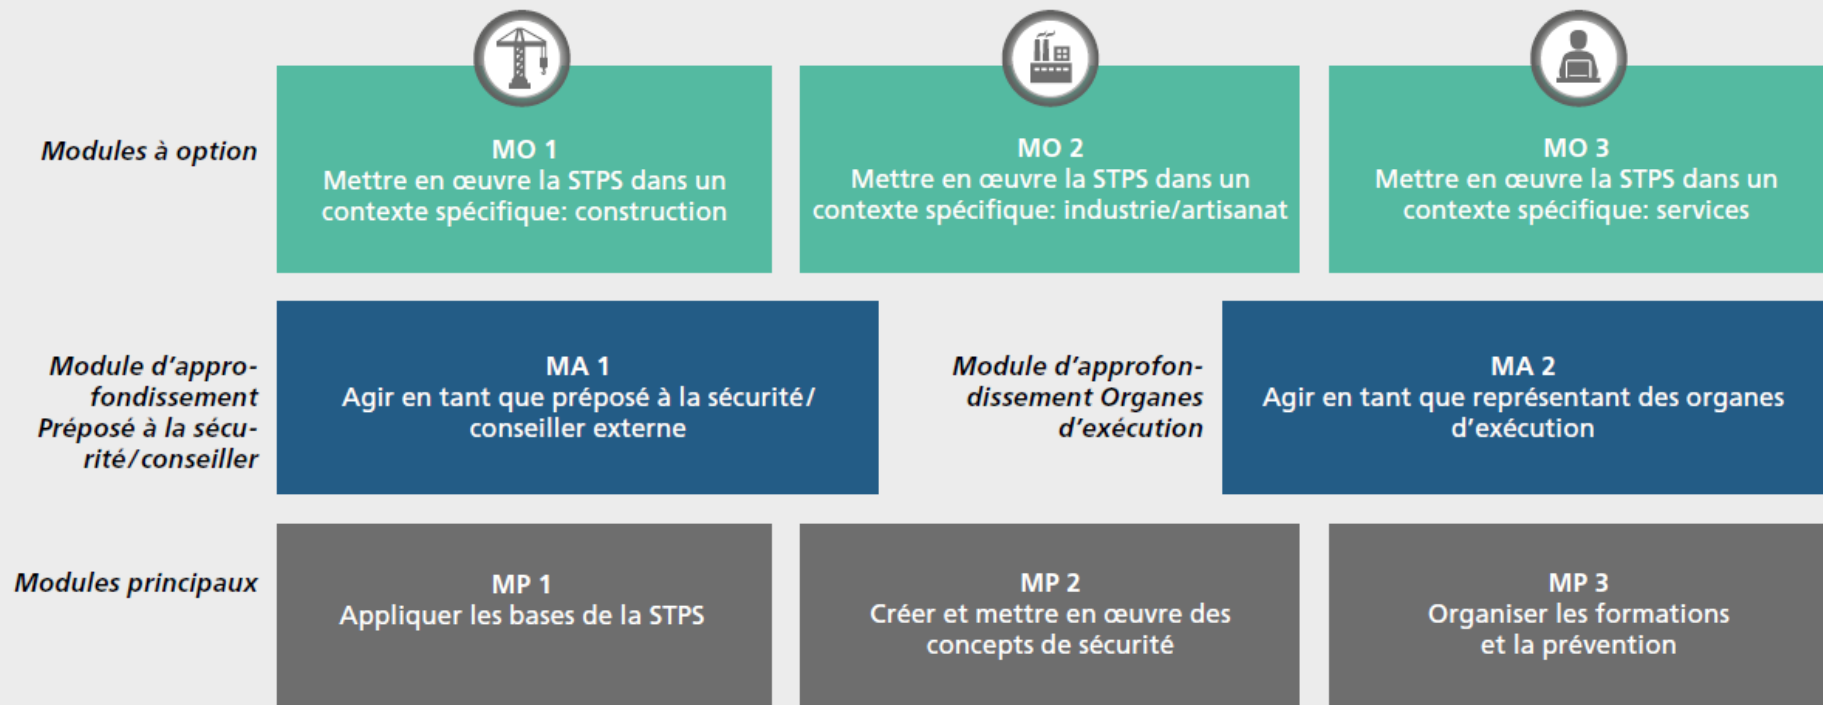 Modules à option
MO 1
Mettre en œuvre la STPS dans un
contexte spécifique: construction
MO 2
Mettre en œuvre la STPS dans un
contexte spécifique: industrie/artisanat
MO 3
Mettre en œuvre la STPS dans un
contexte spécifique: services
Module d’appro-
fondissement
Préposé à la sécu-
rité/conseiller
MA 1
Agir en tant que préposé à la sécurité/
conseiller externe
Module d’approfon-
dissement Organes
d’exécution
MA 2
Agir en tant que représentant des organes
d’exécution
Modules principaux
MP 1
Appliquer les bases de la STPS
MP 2
Créer et mettre en œuvre des
concepts de sécurité
MP 3
Organiser les formations
et la prévention